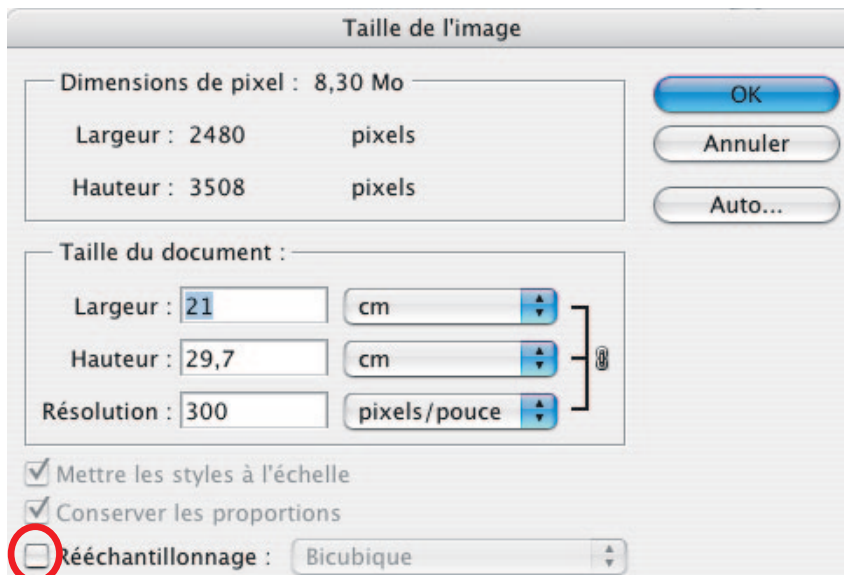 Taille de l'image
Dimensions de pixel : 8,30 Mo
Largeur : 2480 pixels
Hauteur : 3508 pixels
OK
Annuler
Auto...
Taille du document :
Largeur : 21 cm
Hauteur : 29,7 cm
Résolution : 300 pixels/pouce
Mettre les styles à l'échelle
Conserver les proportions
Rééchantillonnage : Bicubique